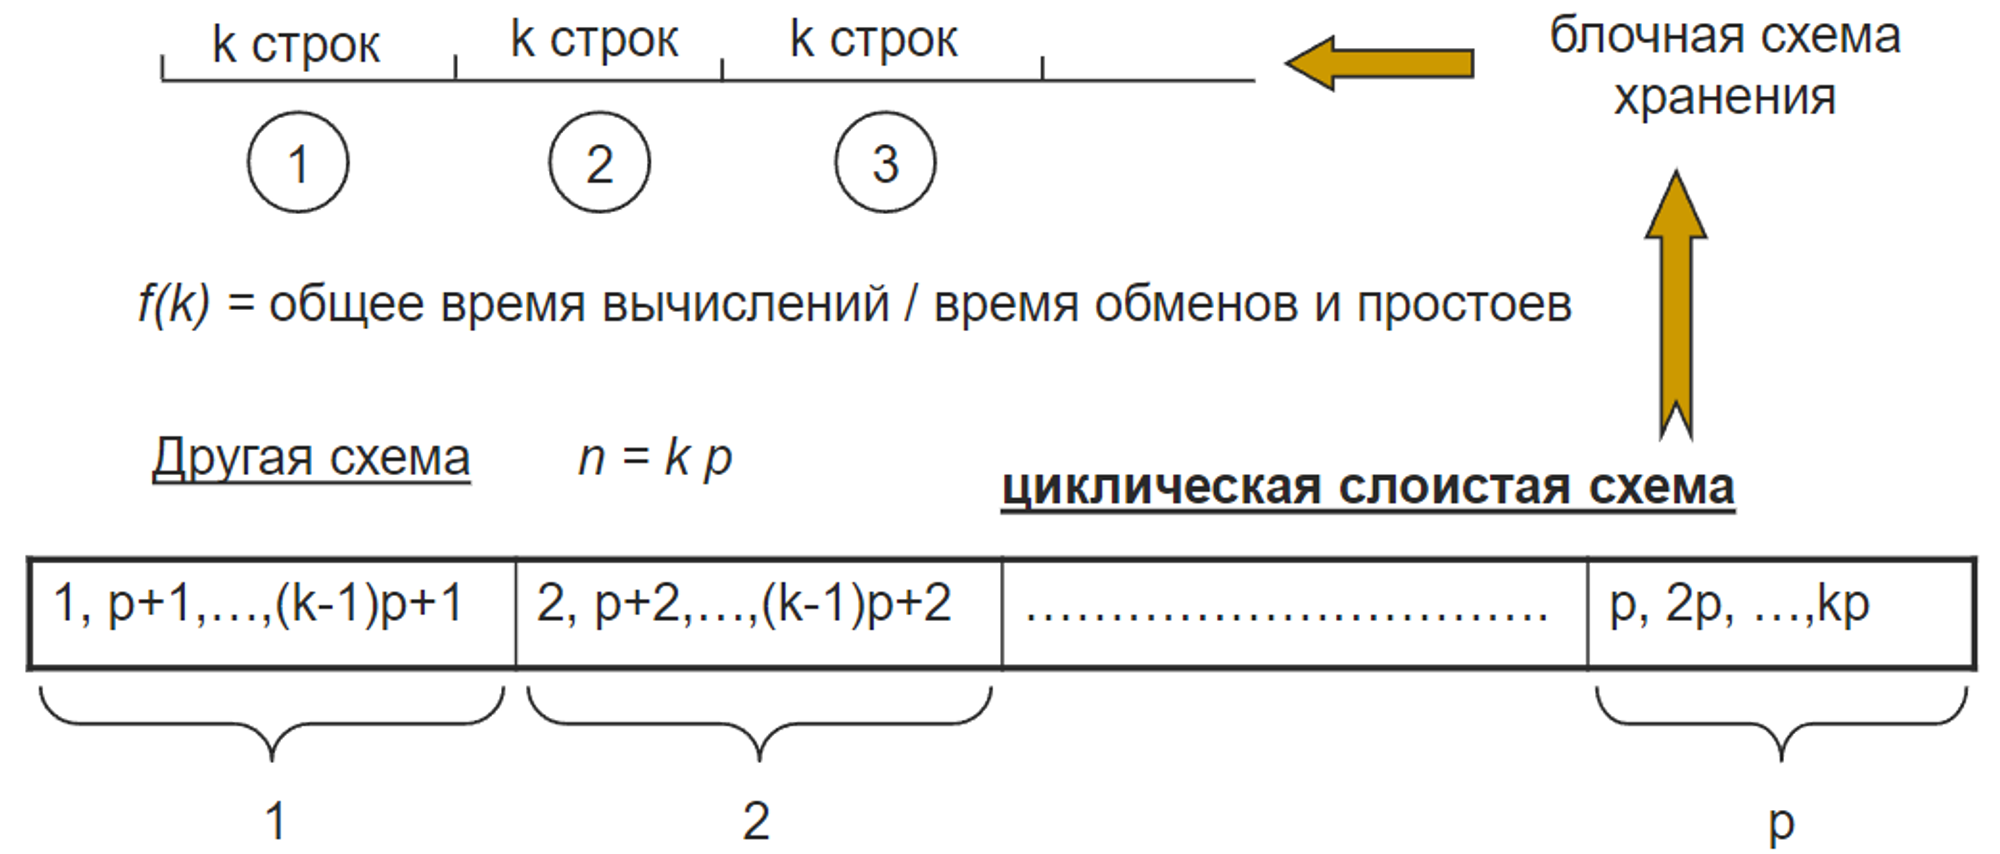 k строк k строк k строк
блочная схема
хранения
1 2 3
f(k) = общее время вычислений / время обменов и простоев
Другая схема n = k p
циклическая слоистая схема
1, p+1,…,(k-1)p+1 2, p+2,…,(k-1)p+2 ………………………… p, 2p, …,kp
1 2 p